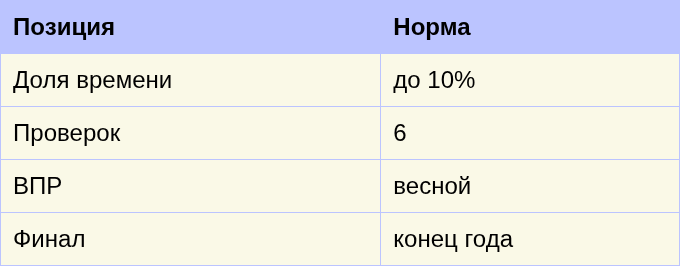 Позиция Норма
Доля времени до 10%
Проверок 6
ВПР весной
Финал конец года